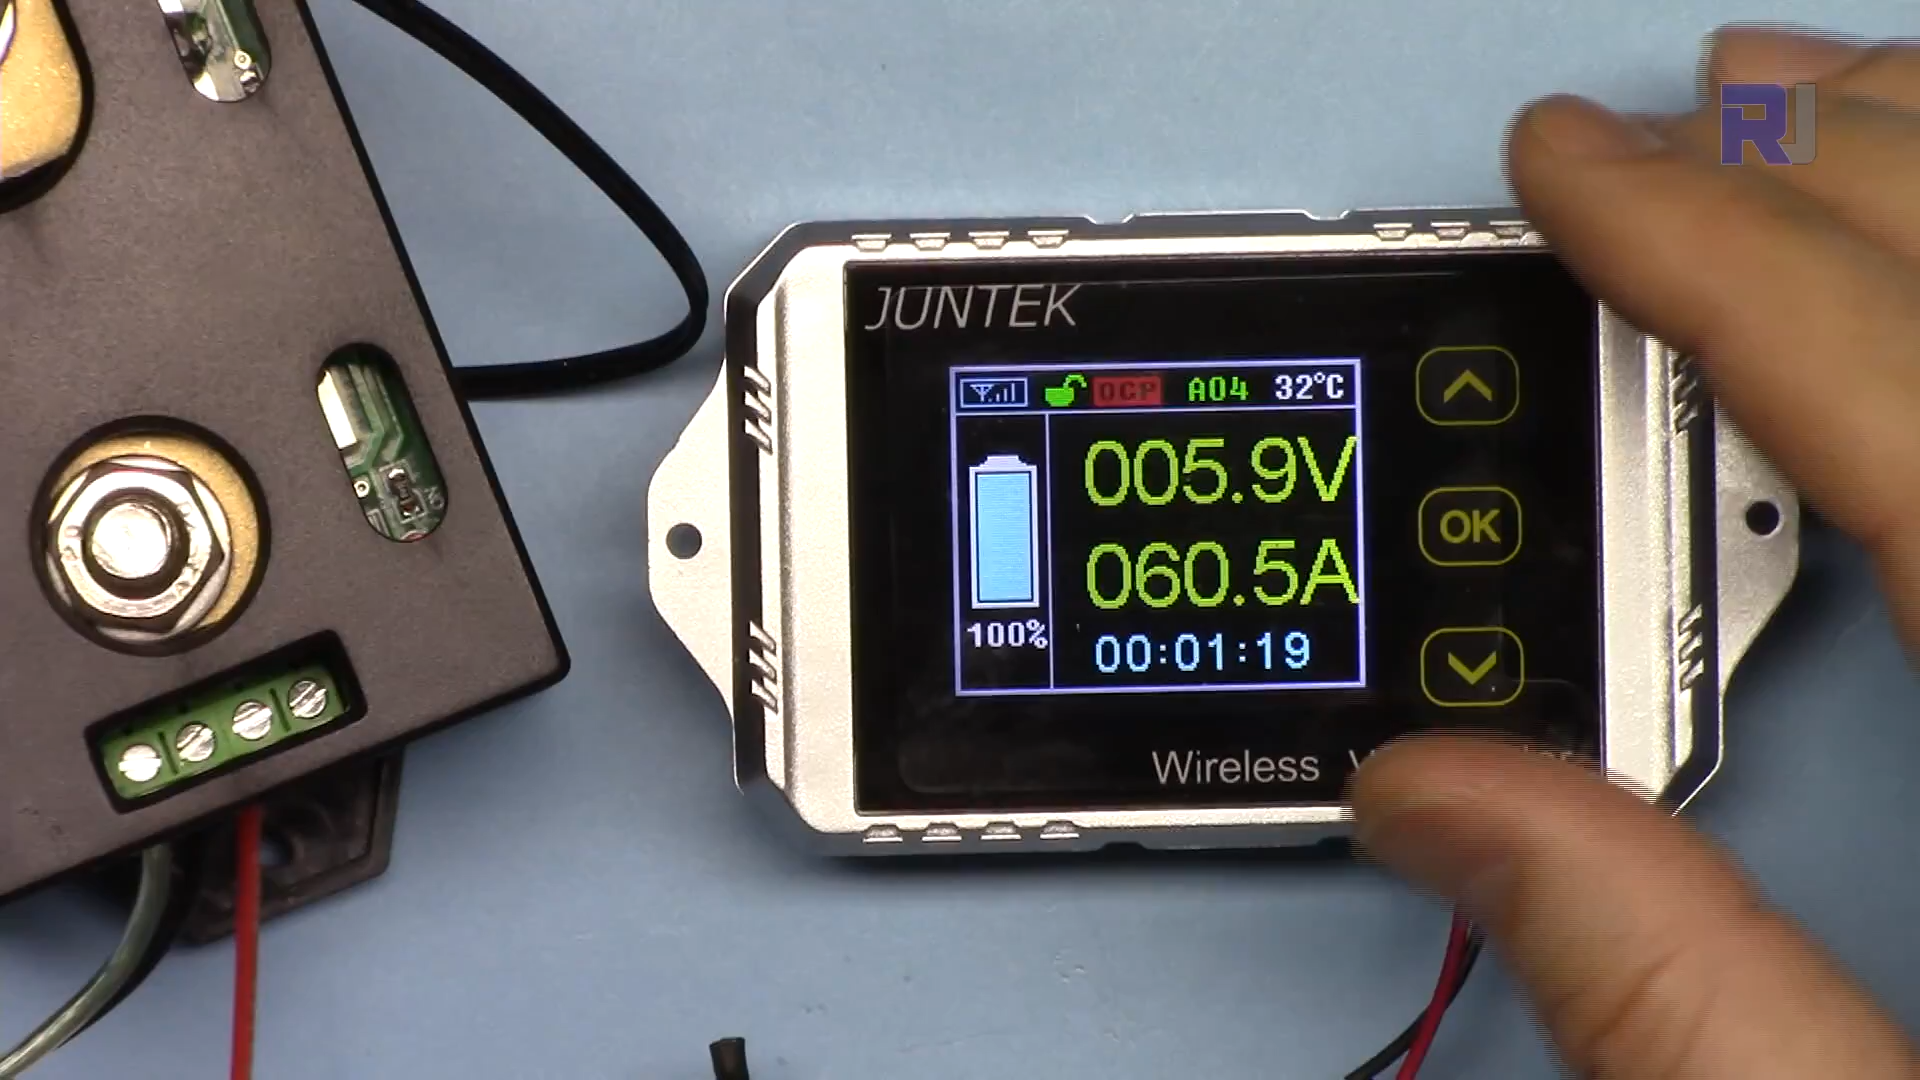 RJ
JUNTEK
OCP A04 32°C
005.9V
060.5A
100%
00:01:19
OK
Wireless